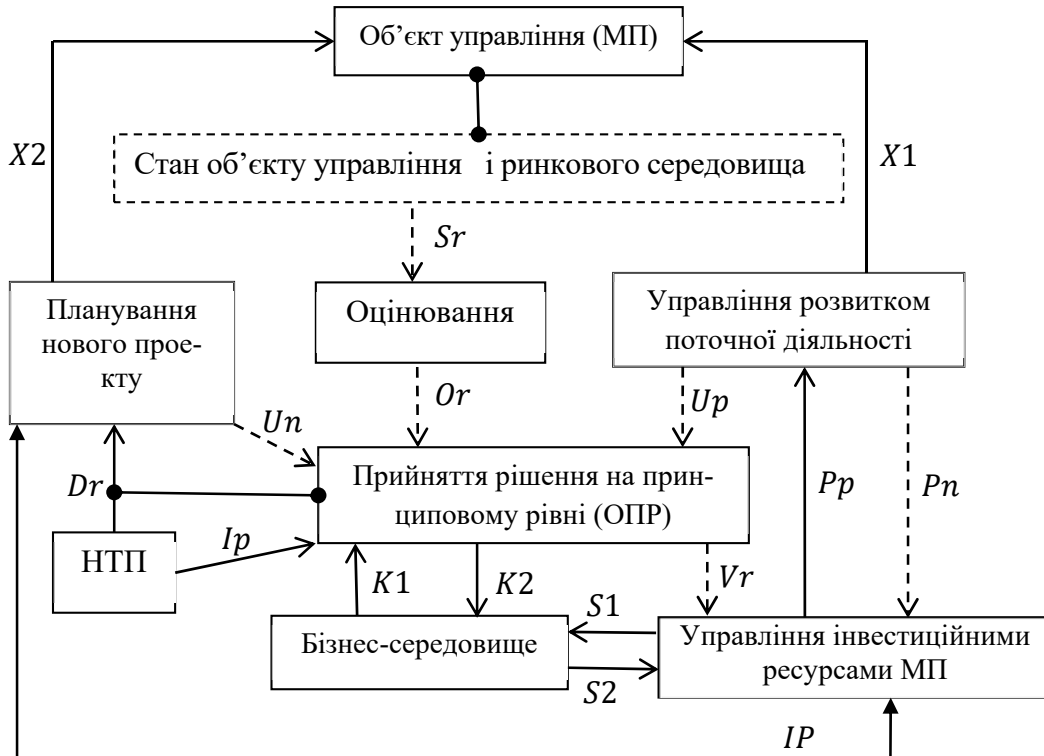 Об’єкт управління (МП)
X2
Стан об’єкту управління і ринкового середовища
X1
Sr
Планування
нового прое-
кту
Оцінювання
Управління розвитком
поточної діяльності
Un
Or
Up
Dr
Прийняття рішення на прин-
циповому рівні (ОПР)
Pp
Pn
НТП
Ip
K1
K2
Vr
S1
Бізнес-середовище
S2
Управління інвестиційними
ресурсами МП
IP